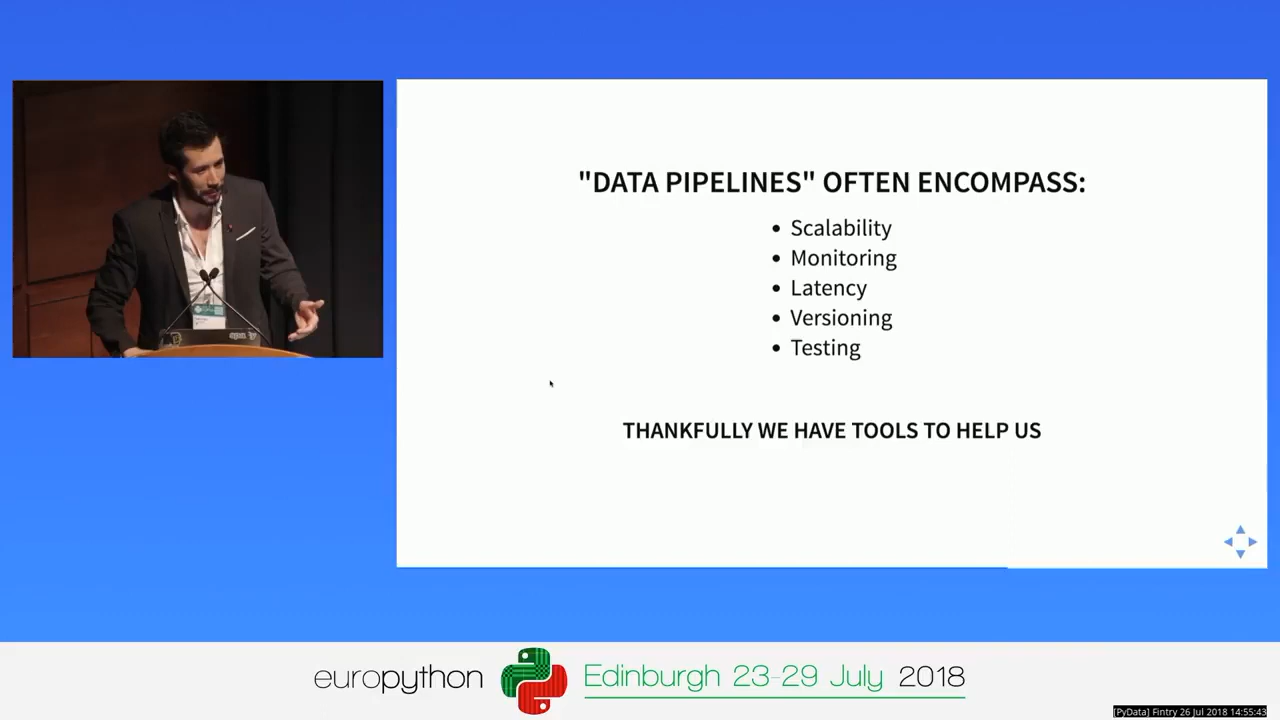 "DATA PIPELINES" OFTEN ENCOMPASS:
• Scalability
• Monitoring
• Latency
• Versioning
• Testing
THANKFULLY WE HAVE TOOLS TO HELP US
europython
Edinburgh 23-29 July 2018
[PyData] Fintry 26 Jul 2018 14:55:43